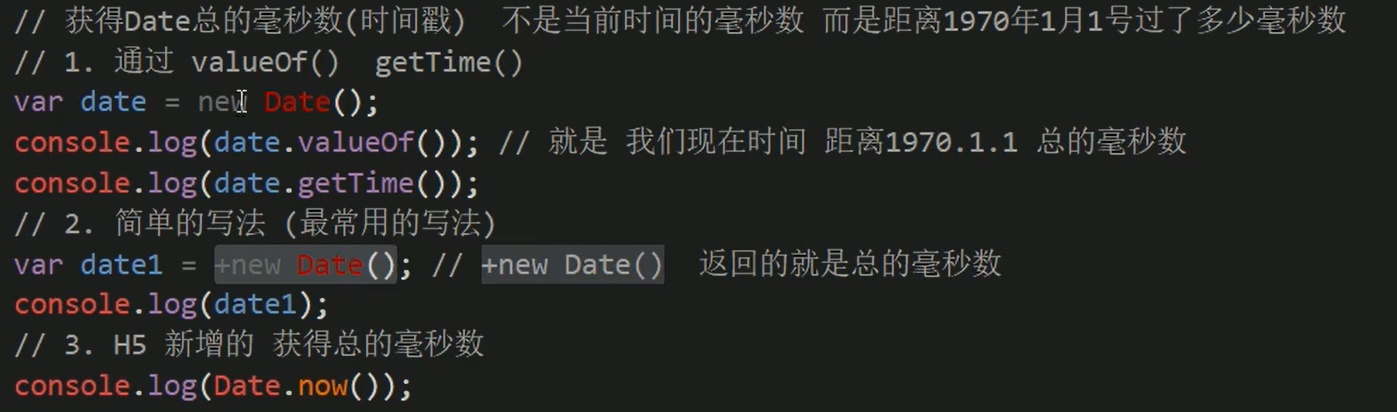 // 获得Date总的毫秒数(时间戳)  不是当前时间的毫秒数 而是距离1970年1月1号过了多少毫秒数
// 1. 通过 valueOf()  getTime()
var date = new Date();
console.log(date.valueOf()); // 就是 我们现在时间 距离1970.1.1 总的毫秒数
console.log(date.getTime());
// 2. 简单的写法 (最常用的写法)
var date1 = +new Date(); // +new Date()  返回的就是总的毫秒数
console.log(date1);
// 3. H5 新增的 获得总的毫秒数
console.log(Date.now());